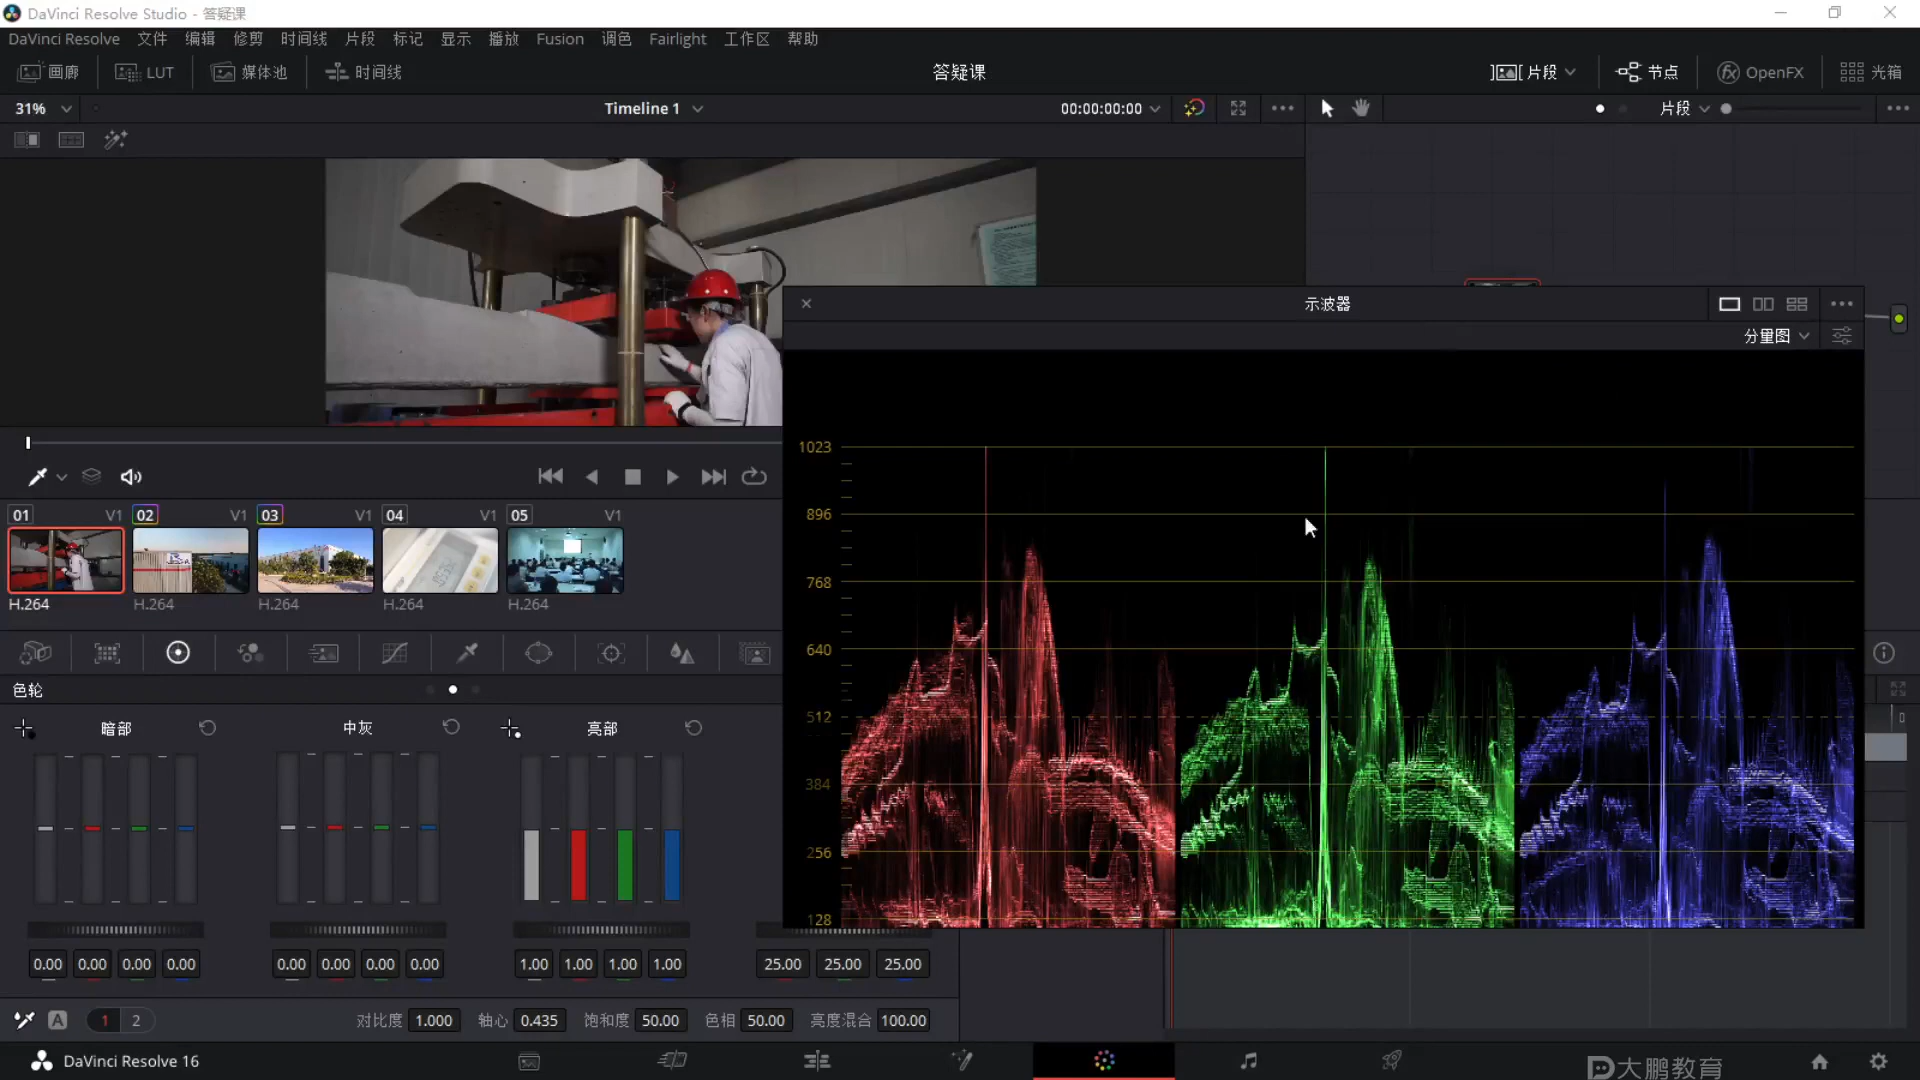 DaVinci Resolve Studio - 答疑课
DaVinci Resolve 文件 编辑 修剪 时间线 片段 标记 显示 播放 Fusion 调色 Fairlight 工作区 帮助
画廊 LUT 媒体池 时间线 答疑课 片段 节点 OpenFX 光箱
31% Timeline 1 00:00:00:00 片段
示波器
分量图
1023
896
768
640
512
384
256
128
01 V1 02 V1 03 V1 04 V1 05 V1
H.264 H.264 H.264 H.264 H.264
色轮
暗部 中灰 亮部
0.00 0.00 0.00 0.00 0.00 0.00 0.00 0.00 1.00 1.00 1.00 1.00 25.00 25.00 25.00
A 1 2 对比度 1.000 轴心 0.435 饱和度 50.00 色相 50.00 亮度混合 100.00
DaVinci Resolve 16
大鹏教育